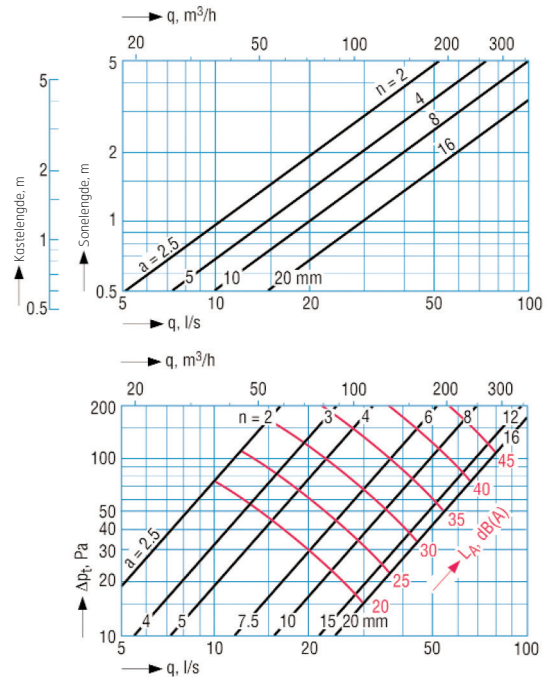 q, m³/h
20 50 100 200 300
5 5
n = 2 4 8 16
2 2
Kastelengde, m
Sonelengde, m
1 1
a = 2.5 5 10 20 mm
0.5 0.5
5 10 20 50 100
q, l/s
q, m³/h
20 50 100 200 300
200
n = 2 3 4 6 8 12
16
100
45
40
50
35
40
30
30
a = 2.5
25
20
20
Δpt, Pa
LA, dB(A)
4 5 7.5 10 15 20 mm
10
5 10 20 50 100
q, l/s